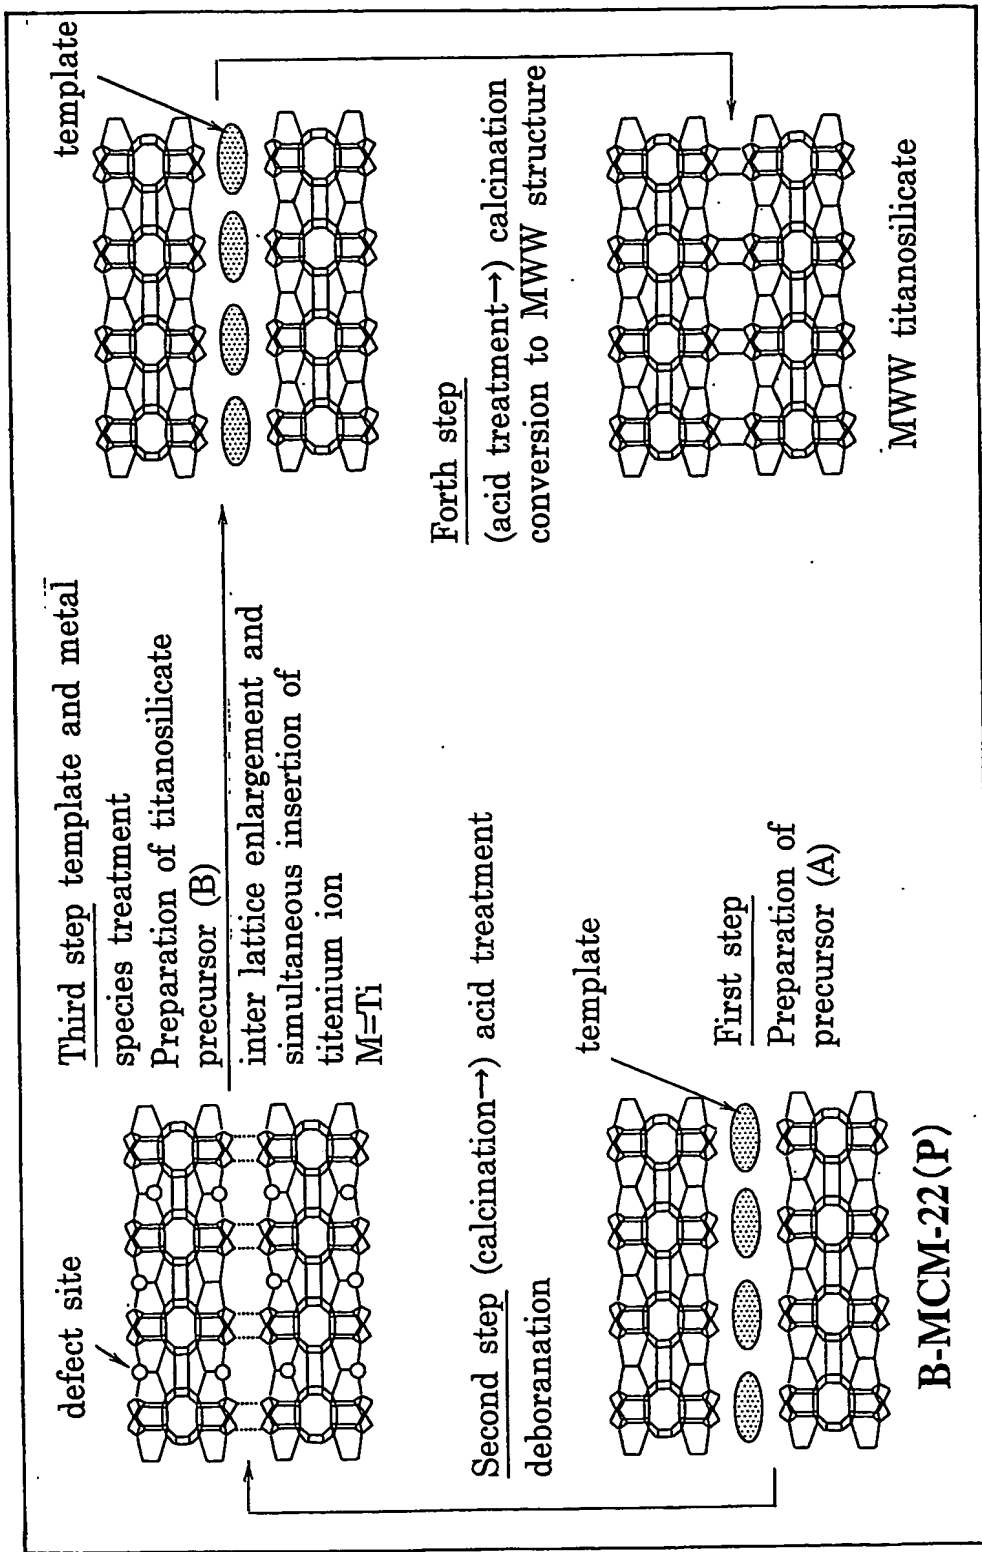 defect site
Third step template and metal
species treatment
Preparation of titanosilicate
precursor (B)
inter lattice enlargement and
simultaneous insertion of
titenium ion
M=Ti
template
Second step (calcination→) acid treatment
deboranation
Forth step
(acid treatment→) calcination
conversion to MWW structure
template
First step
Preparation of
precursor (A)
B-MCM-22(P)
MWW titanosilicate